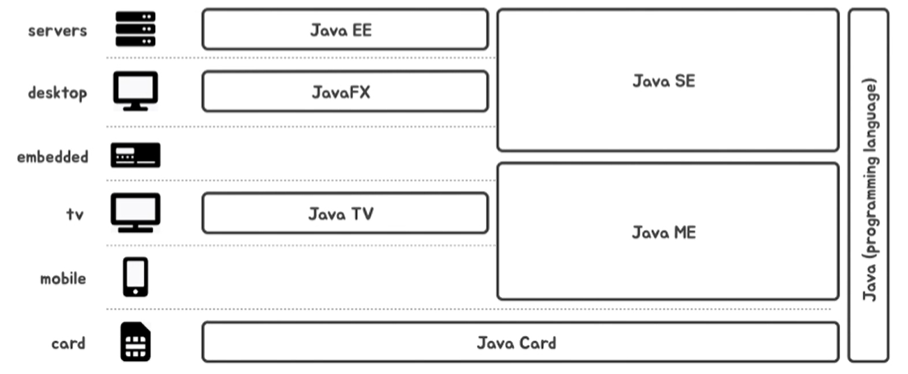 servers
Java EE
Java SE
desktop
JavaFX
embedded
tv
Java TV
Java ME
mobile
card
Java Card
Java (programming language)